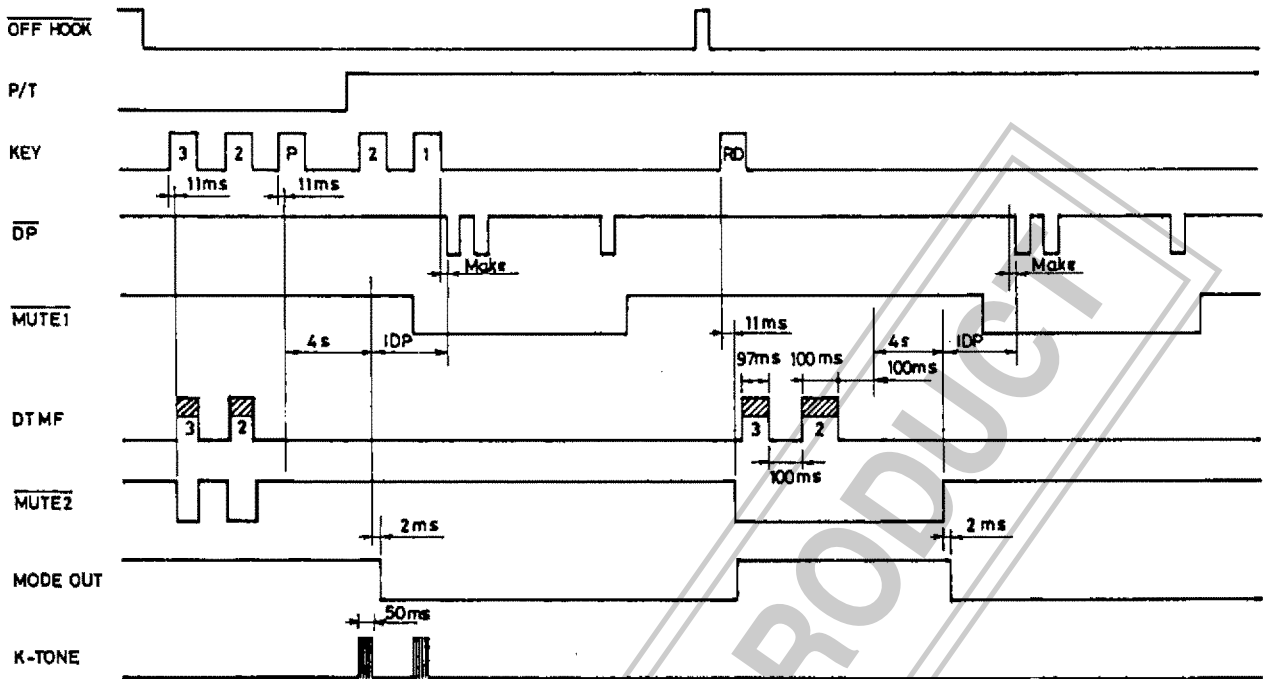 OFF HOOK
P/T
KEY
3 2 P 2 1 RD
11ms 11ms
DP
Make Make
MUTE1
11ms
4s IDP 4s IDP
97ms 100ms 100ms
DTMF
3 2 3 2
100ms
MUTE2
2ms 2ms
MODE OUT
50ms
K-TONE
RODUCT